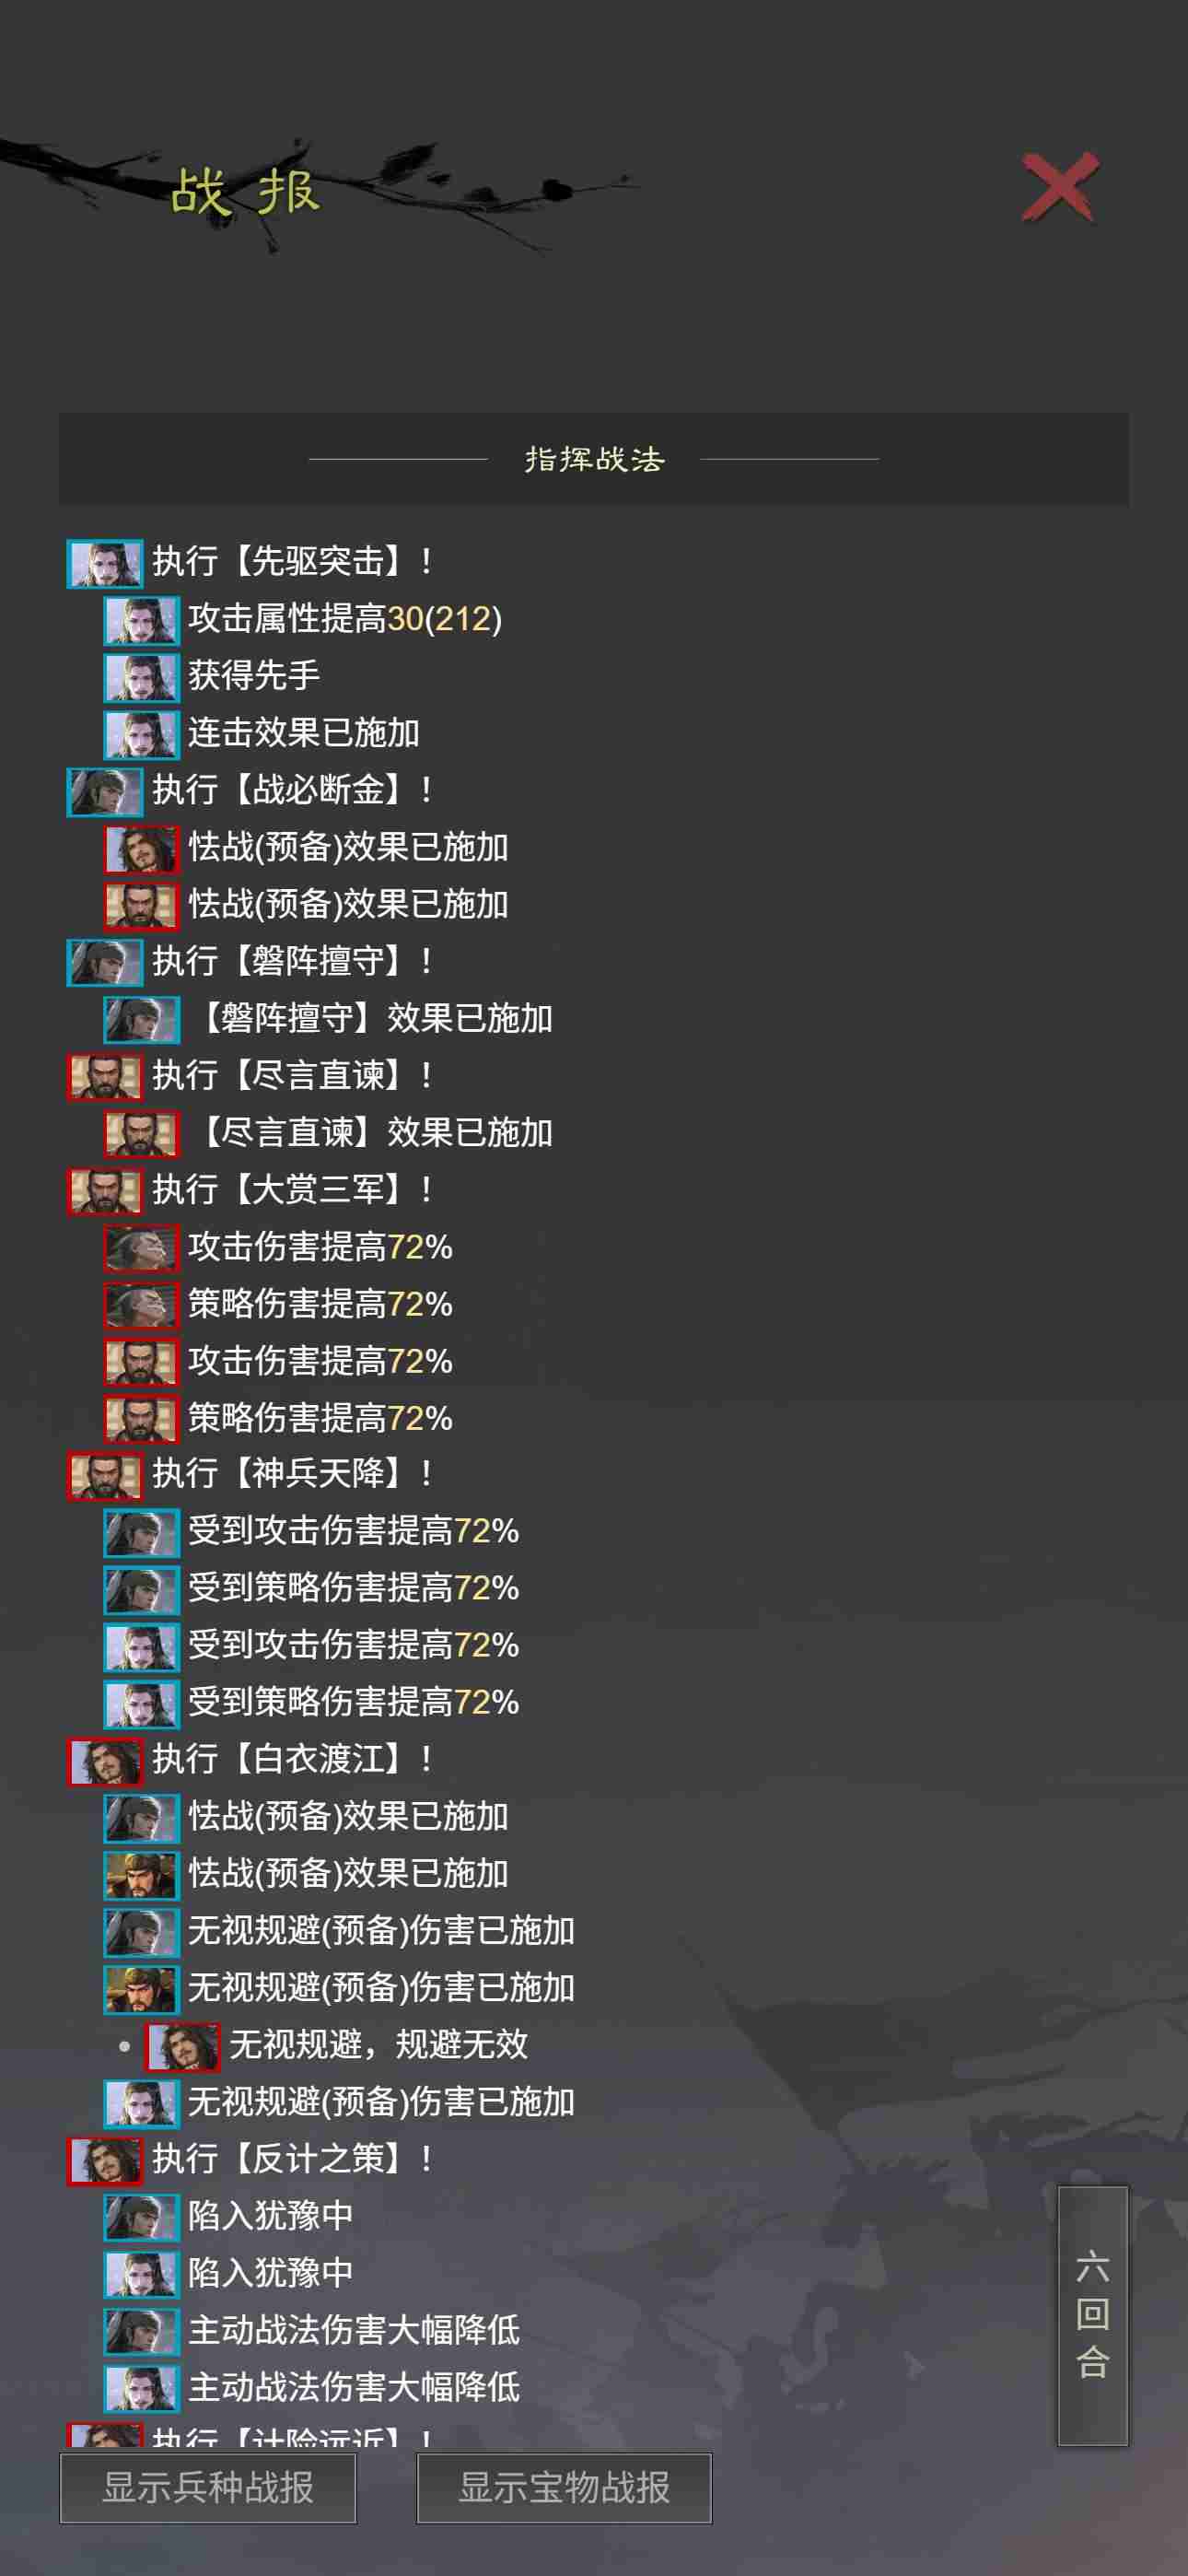 战报
指挥战法
执行【先驱突击】！
攻击属性提高30(212)
获得先手
连击效果已施加
执行【战必断金】！
怯战(预备)效果已施加
怯战(预备)效果已施加
执行【磐阵擅守】！
【磐阵擅守】效果已施加
执行【尽言直谏】！
【尽言直谏】效果已施加
执行【大赏三军】！
攻击伤害提高72%
策略伤害提高72%
攻击伤害提高72%
策略伤害提高72%
执行【神兵天降】！
受到攻击伤害提高72%
受到策略伤害提高72%
受到攻击伤害提高72%
受到策略伤害提高72%
执行【白衣渡江】！
怯战(预备)效果已施加
怯战(预备)效果已施加
无视规避(预备)伤害已施加
无视规避(预备)伤害已施加
无视规避，规避无效
无视规避(预备)伤害已施加
执行【反计之策】！
陷入犹豫中
陷入犹豫中
主动战法伤害大幅降低
主动战法伤害大幅降低
执行【计险远近】！
六回合
显示兵种战报
显示宝物战报